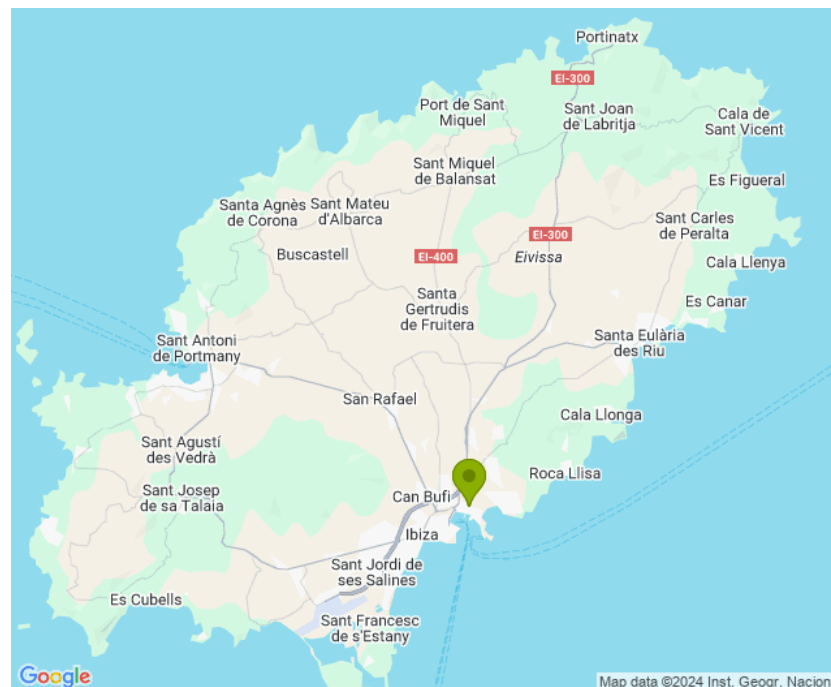 Portinatx
EI-300
Port de Sant
Miquel
Sant Joan
de Labritja
Cala de
Sant Vicent
Sant Miquel
de Balansat
Es Figueral
Santa Agnès
de Corona
Sant Mateu
d'Albarca
Sant Carles
de Peralta
EI-300
Buscastell
EI-400
Eivissa
Cala Llenya
Santa
Gertrudis
de Fruitera
Es Canar
Sant Antoni
de Portmany
Santa Eulària
des Riu
San Rafael
Cala Llonga
Sant Agustí
des Vedrà
Roca Llisa
Sant Josep
de sa Talaia
Can Bufí
Ibiza
Sant Jordi de
ses Salines
Es Cubells
Sant Francesc
de s'Estany
Google
Map data ©2024 Inst. Geogr. Nacion